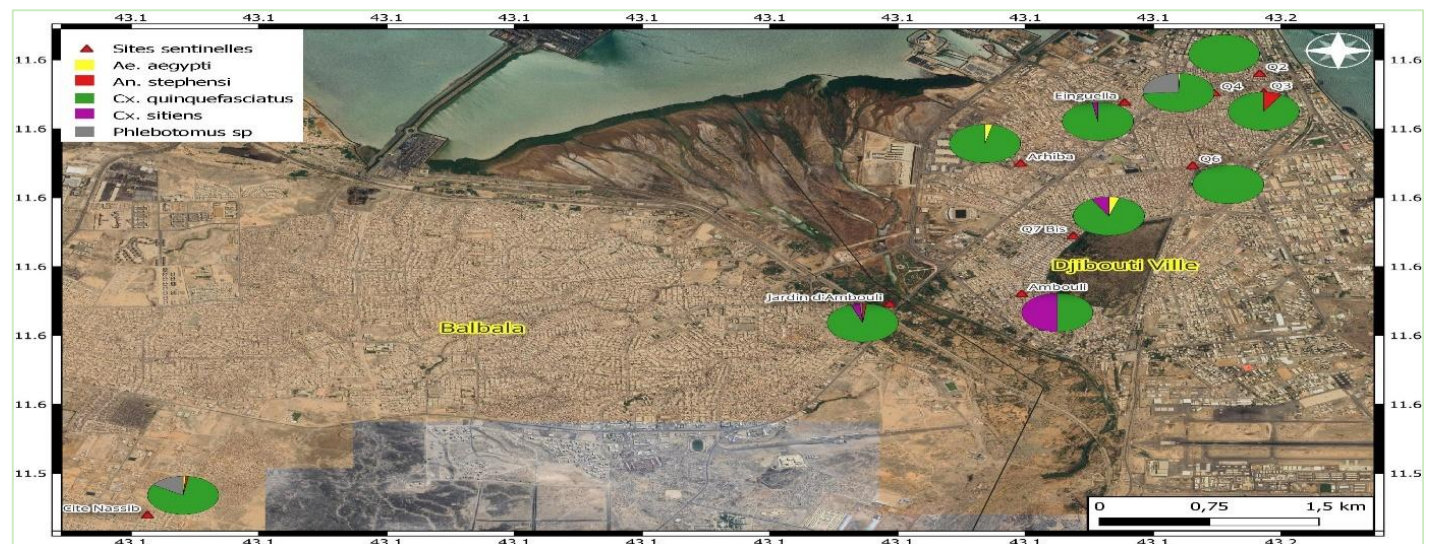 43.1 43.1 43.1 43.1 43.1 43.1 43.1 43.1 43.1 43.2
Sites sentinelles
Ae. aegypti
An. stephensi
Cx. quinquefasciatus
Cx. sitiens
Phlebotomus sp
11.6 11.6
11.6 11.6
11.6 11.6
11.6 11.6
11.6 11.6
11.6 11.6
11.5 11.5
Q2
Q4 Q3
Einguella
Arhiba
Q6
Q7 Bis
Djibouti Ville
Ambouli
Jardin d'Ambouli
Balbala
Cite Nassib
0 0,75 1,5 km
43.1 43.1 43.1 43.1 43.1 43.1 43.1 43.1 43.1 43.2